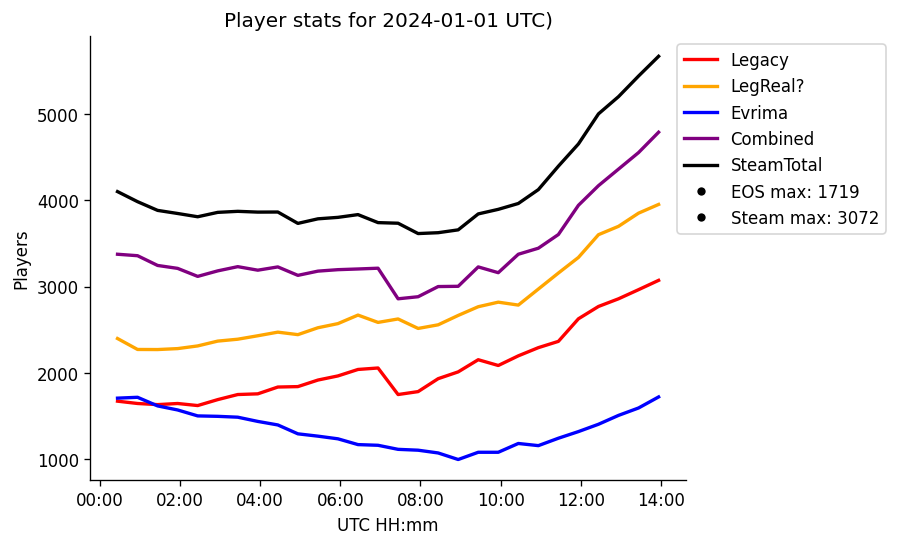 Player stats for 2024-01-01 UTC)
Legacy
LegReal?
Evrima
Combined
SteamTotal
EOS max: 1719
Steam max: 3072
Players
5000
4000
3000
2000
1000
00:00 02:00 04:00 06:00 08:00 10:00 12:00 14:00
UTC HH:mm